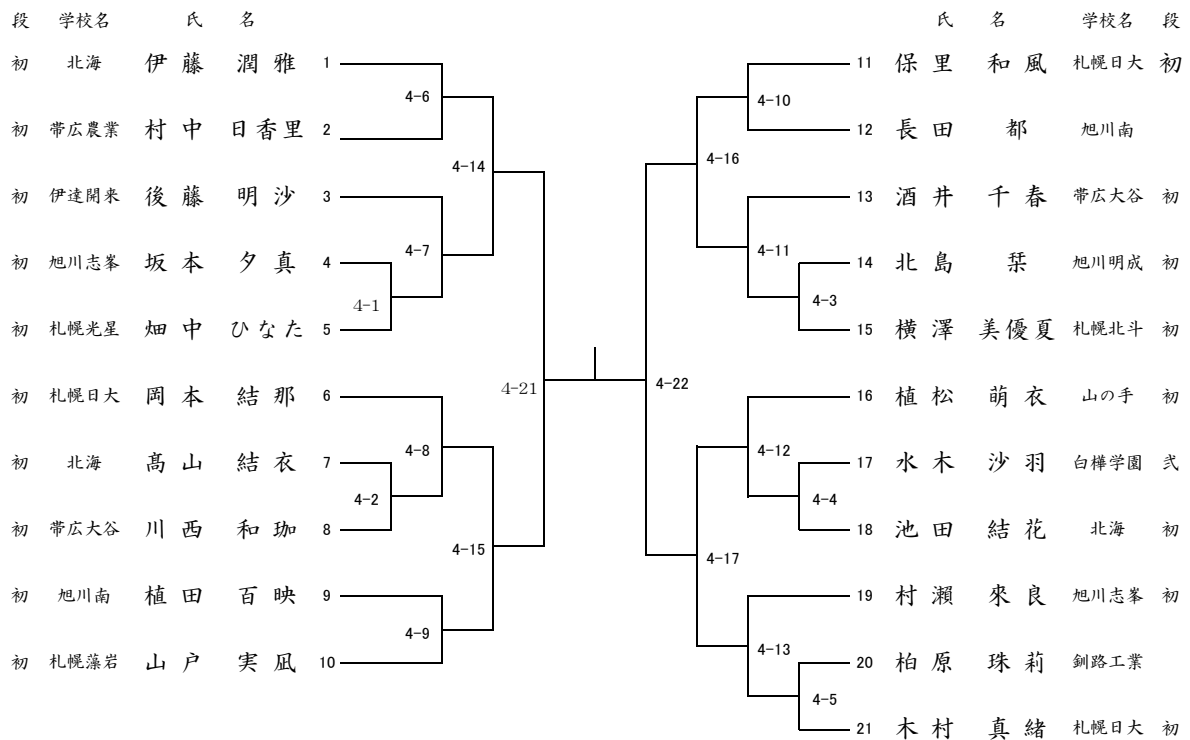 段 学校名 氏 名 氏 名 学校名 段
初 北海 伊藤 潤雅 1 11 保里 和風 札幌日大 初
4-6 4-10
初 帯広農業 村中 日香里 2 12 長田 都 旭川南
4-14 4-16
初 伊達開来 後藤 明沙 3 13 酒井 千春 帯広大谷 初
4-7 4-11
初 旭川志峯 坂本 夕真 4 14 北島 栞 旭川明成 初
4-1 4-3
初 札幌光星 畑中 ひなた 5 15 横澤 美優夏 札幌北斗 初
4-21 4-22
初 札幌日大 岡本 結那 6 16 植松 萌衣 山の手 初
4-8 4-12
初 北海 髙山 結衣 7 17 水木 沙羽 白樺学園 弐
4-2 4-4
初 帯広大谷 川西 和珈 8 18 池田 結花 北海 初
4-15 4-17
初 旭川南 植田 百映 9 19 村瀬 來良 旭川志峯 初
4-9 4-13
初 札幌藻岩 山戸 実凪 10 20 柏原 珠莉 釧路工業
4-5
21 木村 真緒 札幌日大 初